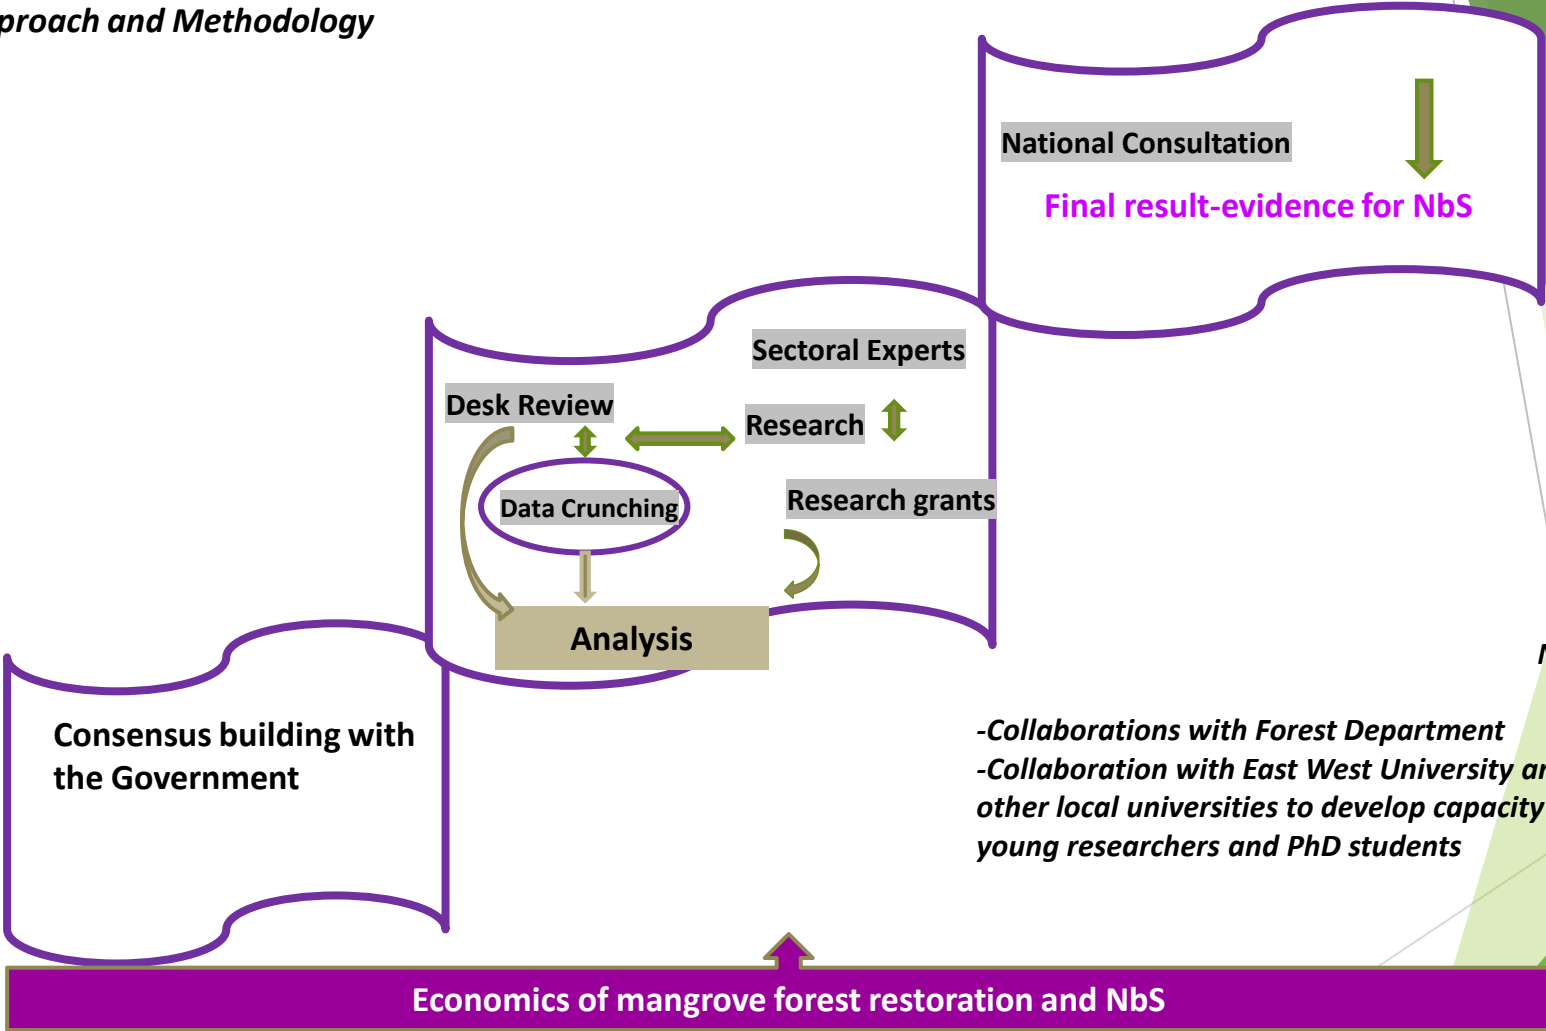 proach and Methodology
National Consultation
Final result-evidence for NbS
Sectoral Experts
Desk Review
Research
Data Crunching
Research grants
Analysis
Consensus building with
the Government
-Collaborations with Forest Department
-Collaboration with East West University
other local universities to develop capacity
young researchers and PhD students
Economics of mangrove forest restoration and NbS